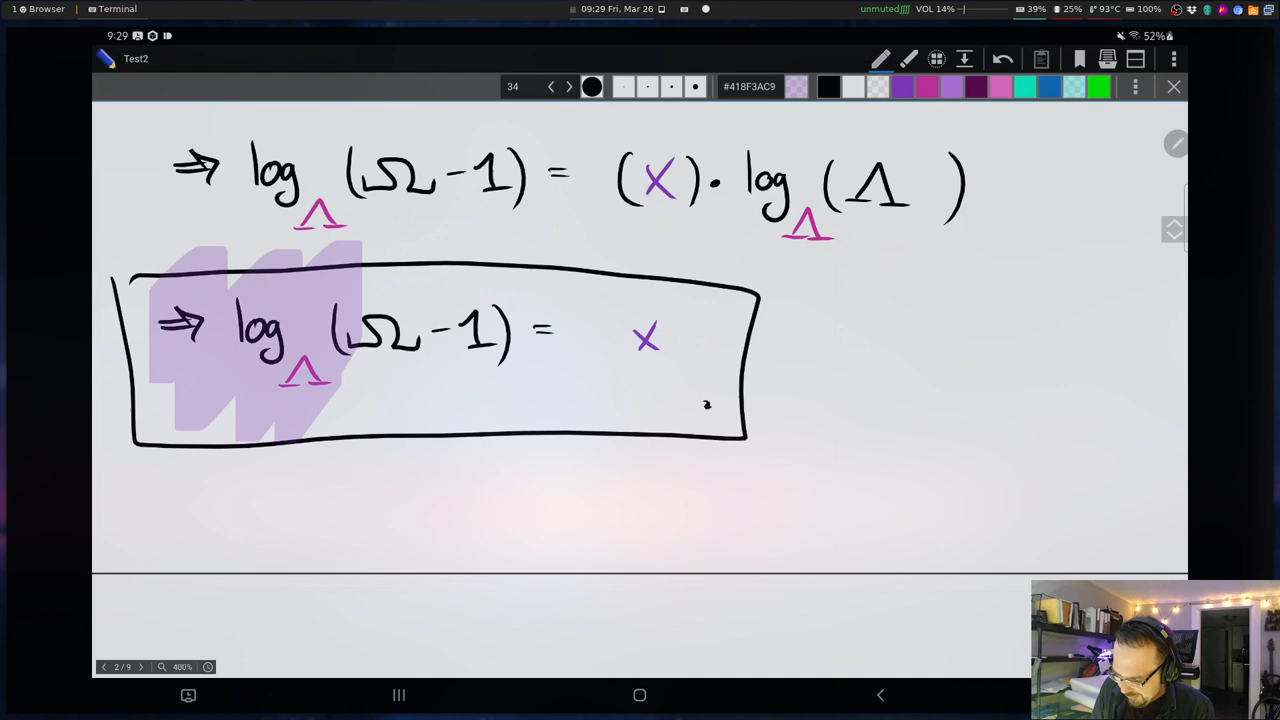 1 Browser Terminal 09:29 Fri, Mar 26 unmuted VOL 14% 39% 25% 93°C 100%
9:29 52%
Test2
34 #418F3AC9
⇒ log_Λ (Ω - 1) = (x) · log_Λ (Λ )
⇒ log_Λ (Ω - 1) = x
2 / 9 400%